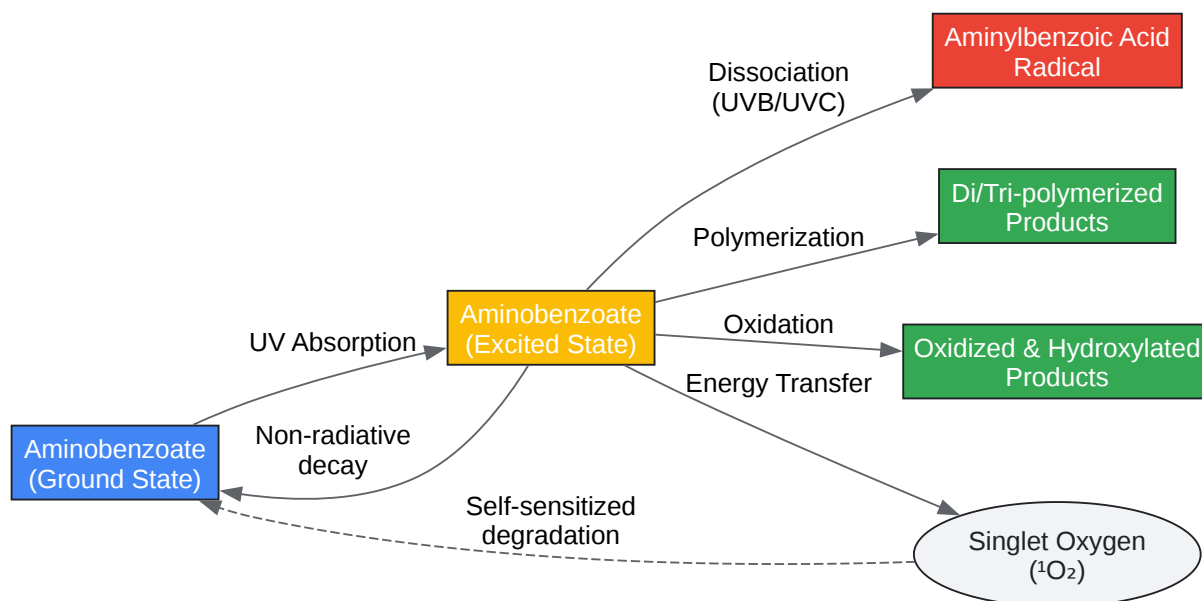 Aminylbenzoic Acid
Radical
Dissociation
(UVB/UVC)
Di/Tri-polymerized
Products
Polymerization
Aminobenzoate
(Excited State)
Oxidation
UV Absorption
Oxidized & Hydroxylated
Products
Energy Transfer
Aminobenzoate
(Ground State)
Non-radiative
decay
Self-sensitized
degradation
Singlet Oxygen
(¹O₂)